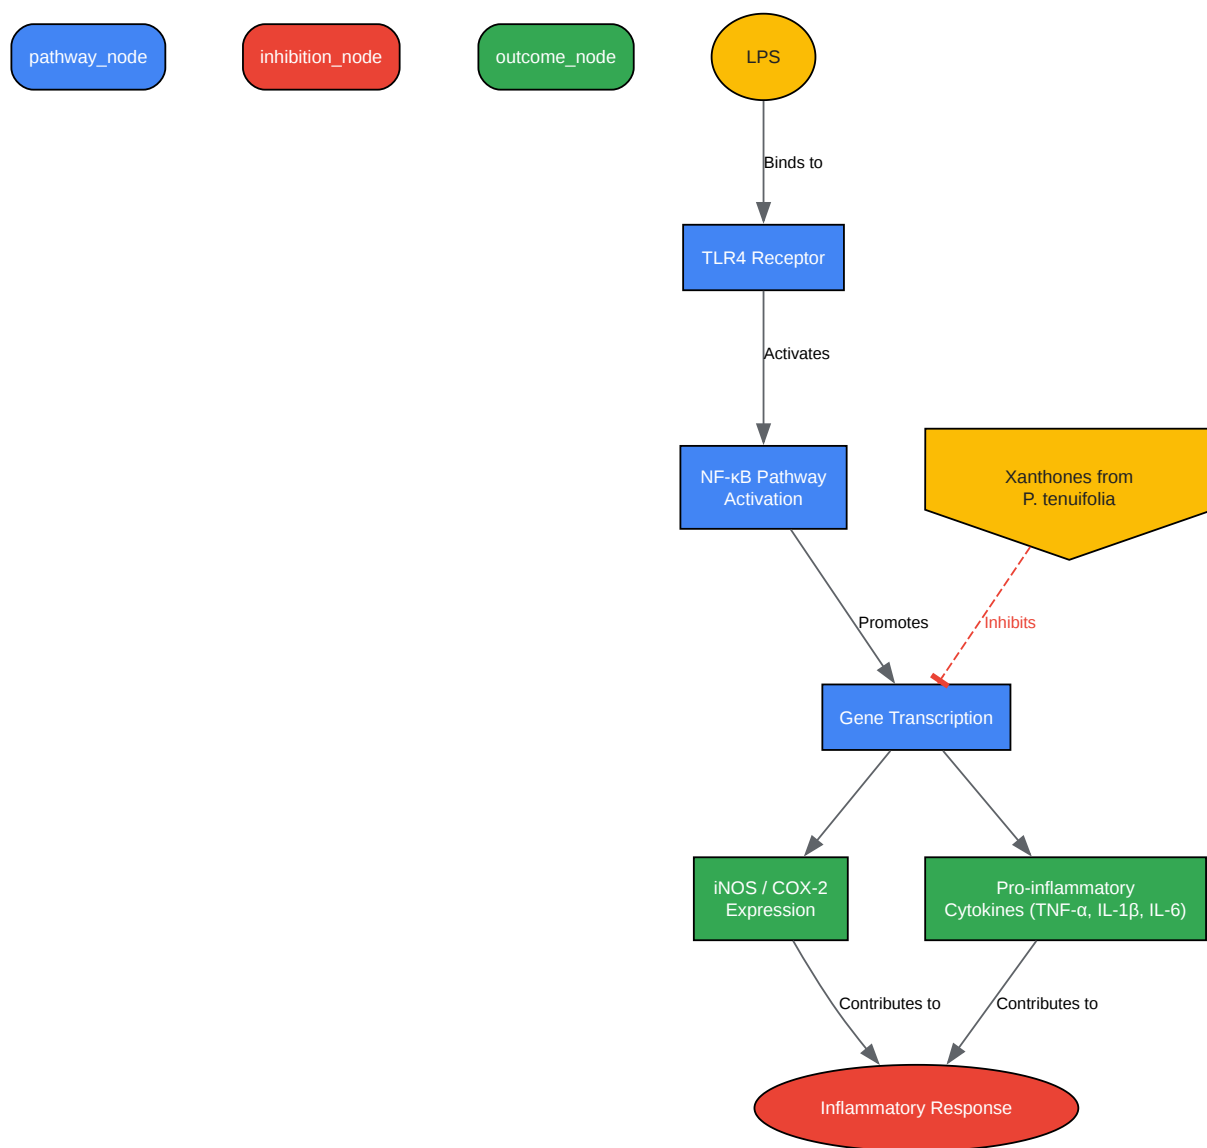 pathway_node
inhibition_node
outcome_node
LPS
Binds to
TLR4 Receptor
Activates
NF-κB Pathway
Activation
Xanthones from
P. tenuifolia
Promotes
Inhibits
Gene Transcription
iNOS / COX-2
Expression
Pro-inflammatory
Cytokines (TNF-α, IL-1β, IL-6)
Contributes to
Contributes to
Inflammatory Response